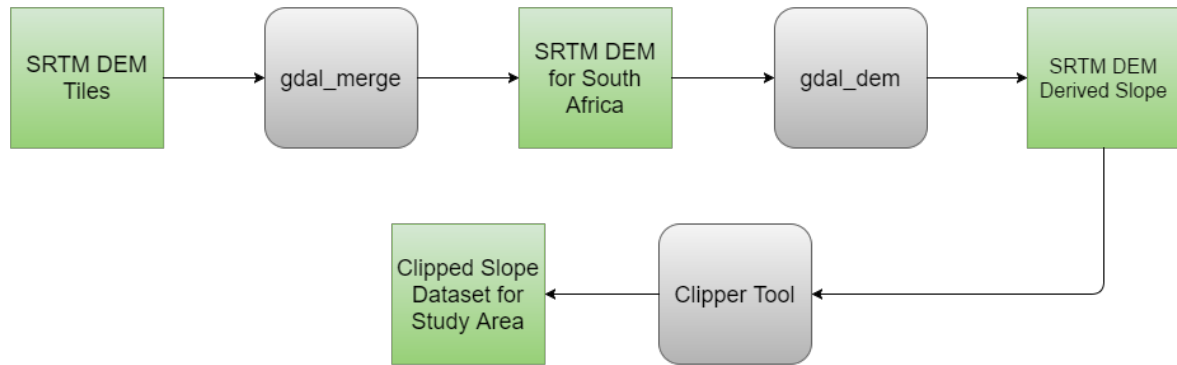 SRTM DEM
Tiles
gdal_merge
SRTM DEM
for South
Africa
gdal_dem
SRTM DEM
Derived Slope
Clipper Tool
Clipped Slope
Dataset for
Study Area